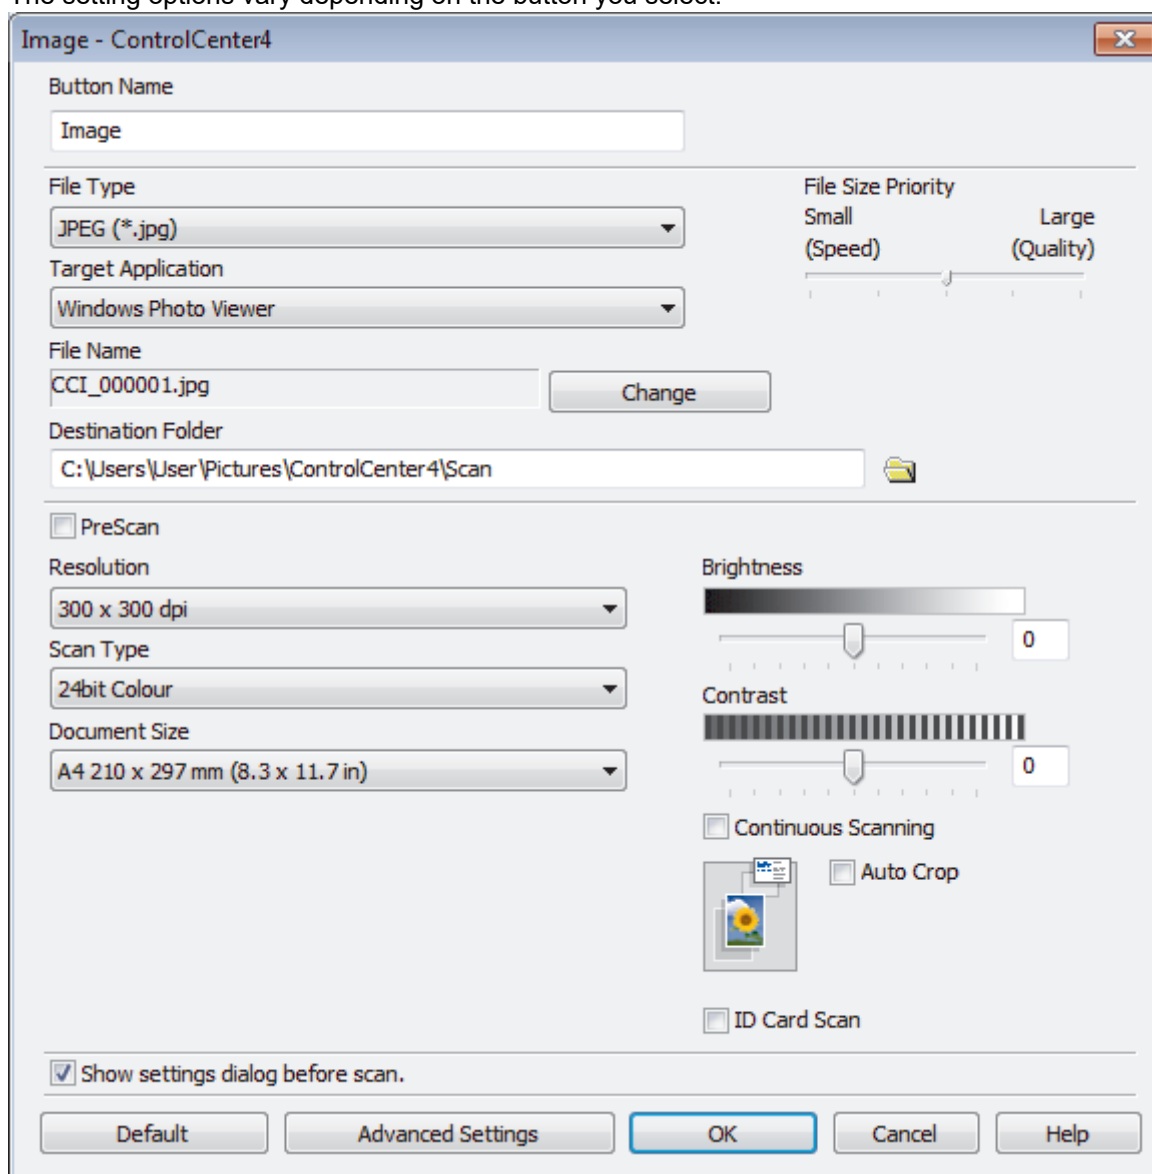 The setting options vary depending on the button you select.
Image - ControlCenter4
Button Name
Image
File Type
JPEG (*.jpg)
Target Application
Windows Photo Viewer
File Name
CCI_000001.jpg
Change
Destination Folder
C:\Users\User\Pictures\ControlCenter4\Scan
File Size Priority
Small Large
(Speed) (Quality)
PreScan
Resolution
300 x 300 dpi
Scan Type
24bit Colour
Document Size
A4 210 x 297 mm (8.3 x 11.7 in)
Brightness
0
Contrast
0
Continuous Scanning
Auto Crop
ID Card Scan
Show settings dialog before scan.
Default Advanced Settings OK Cancel Help